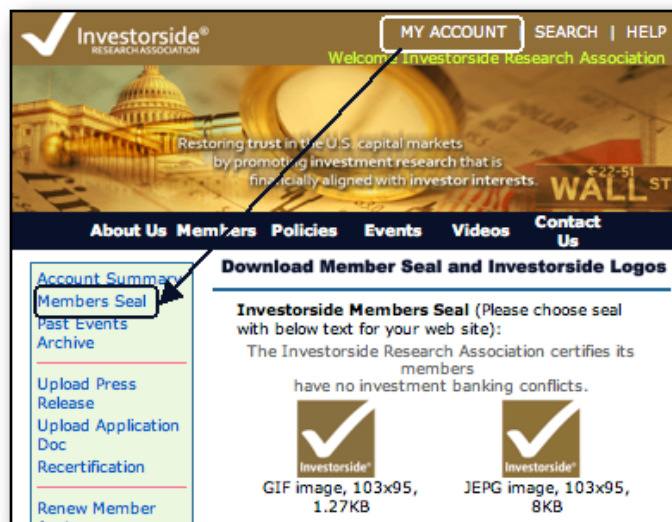 Investorside®
RESEARCH ASSOCIATION
MY ACCOUNT | SEARCH | HELP
Welcome Investorside Research Association
Restoring trust in the U.S. capital markets
by promoting investment research that is
financially aligned with investor interests.
←22-51
WALL ST
DOLLAR
About Us Members Policies Events Videos Contact Us
Account Summary
Members Seal
Past Events
Archive
Upload Press
Release
Upload Application
Doc
Recertification
Renew Member
Download Member Seal and Investorside Logos
Investorside Members Seal (Please choose seal
with below text for your web site):
The Investorside Research Association certifies its
members
have no investment banking conflicts.
Investorside®
GIF image, 103x95,
1.27KB
Investorside®
JEPG image, 103x95,
8KB